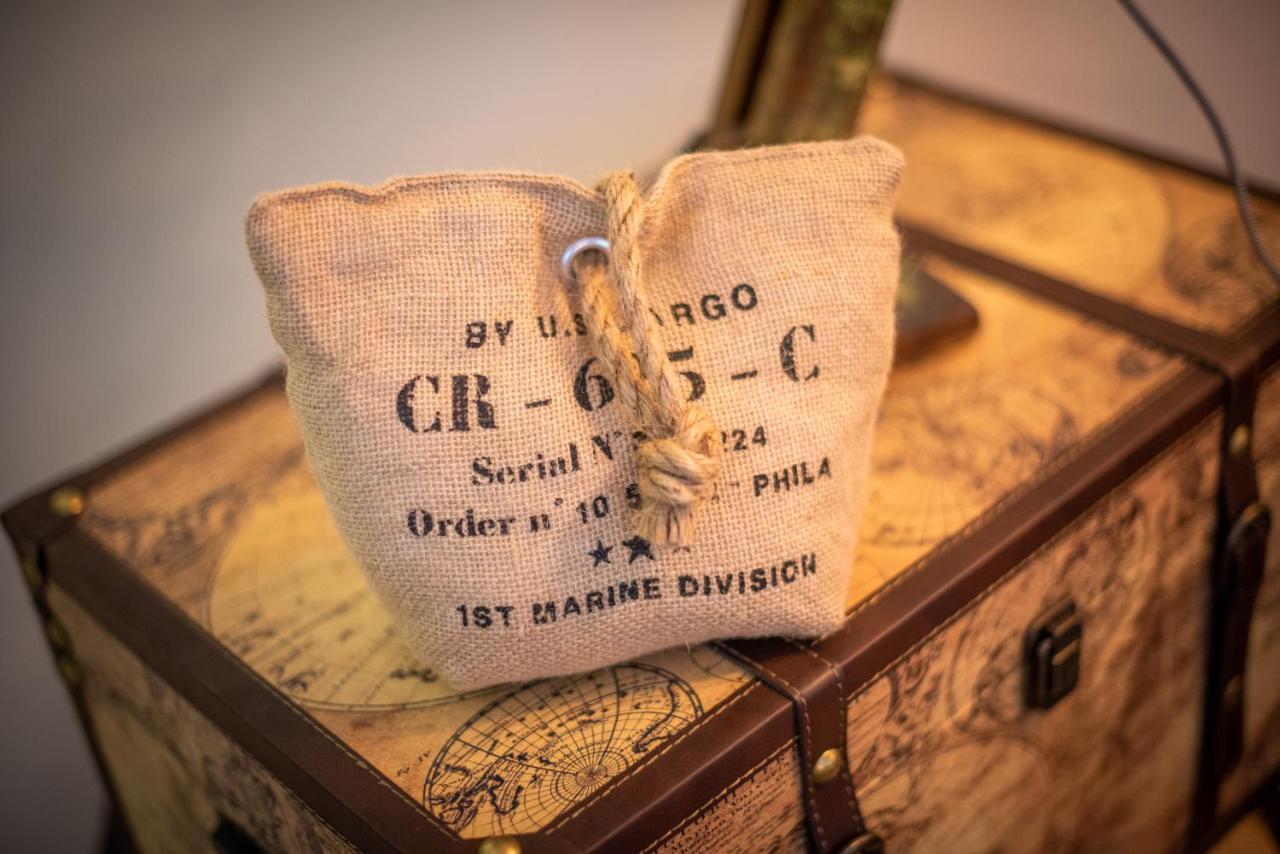 BY U.S ARGO
CR - 6 5 - C
Serial N° 224
Order n° 10 5 - PHILA
1ST MARINE DIVISION